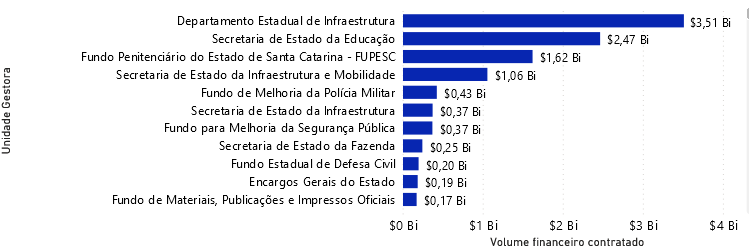 Unidade Gestora
Departamento Estadual de Infraestrutura $3,51 Bi
Secretaria de Estado da Educação $2,47 Bi
Fundo Penitenciário do Estado de Santa Catarina - FUPESC $1,62 Bi
Secretaria de Estado da Infraestrutura e Mobilidade $1,06 Bi
Fundo de Melhoria da Polícia Militar $0,43 Bi
Secretaria de Estado da Infraestrutura $0,37 Bi
Fundo para Melhoria da Segurança Pública $0,37 Bi
Secretaria de Estado da Fazenda $0,25 Bi
Fundo Estadual de Defesa Civil $0,20 Bi
Encargos Gerais do Estado $0,19 Bi
Fundo de Materiais, Publicações e Impressos Oficiais $0,17 Bi
$0 Bi $1 Bi $2 Bi $3 Bi $4 Bi
Volume financeiro contratado